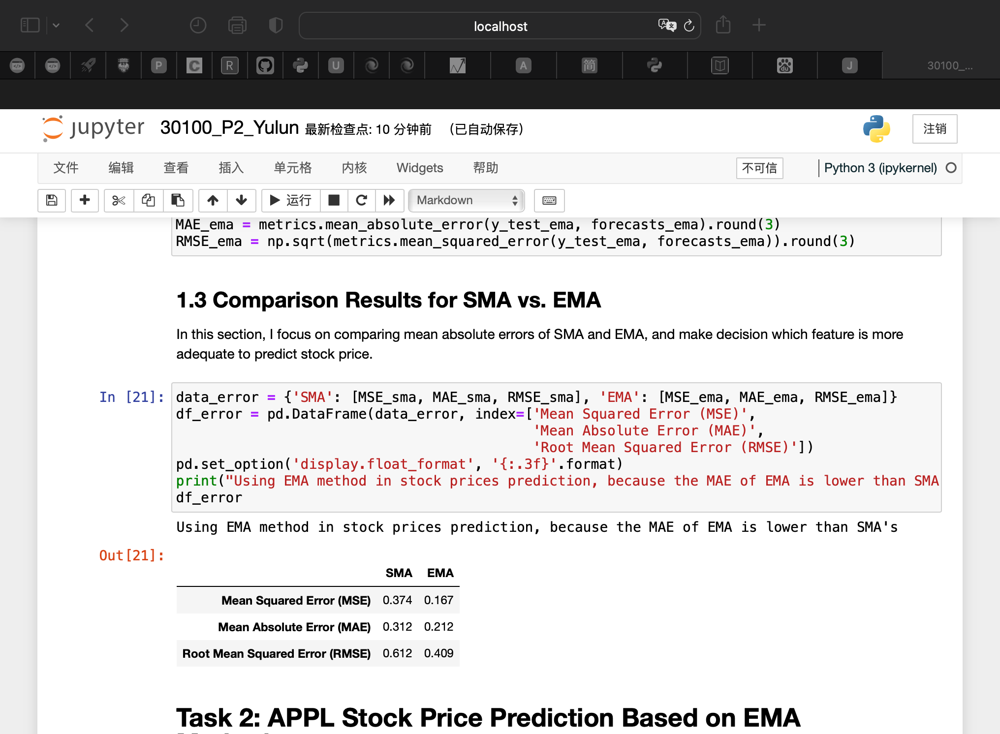 localhost
P
C
R
U
A
简
du
J
30100_...
jupyter 30100_P2_Yulun 最新检查点: 10 分钟前 (已自动保存)
注销
文件 编辑 查看 插入 单元格 内核 Widgets 帮助 不可信 Python 3 (ipykernel)
运行 Markdown
MAE_ema = metrics.mean_absolute_error(y_test_ema, forecasts_ema).round(3)
RMSE_ema = np.sqrt(metrics.mean_squared_error(y_test_ema, forecasts_ema)).round(3)
1.3 Comparison Results for SMA vs. EMA
In this section, I focus on comparing mean absolute errors of SMA and EMA, and make decision which feature is more
adequate to predict stock price.
In [21]: data_error = {'SMA': [MSE_sma, MAE_sma, RMSE_sma], 'EMA': [MSE_ema, MAE_ema, RMSE_ema]}
df_error = pd.DataFrame(data_error, index=['Mean Squared Error (MSE)',
'Mean Absolute Error (MAE)',
'Root Mean Squared Error (RMSE)'])
pd.set_option('display.float_format', '{:.3f}'.format)
print("Using EMA method in stock prices prediction, because the MAE of EMA is lower than SMA
df_error
Using EMA method in stock prices prediction, because the MAE of EMA is lower than SMA's
Out[21]:
SMA EMA
Mean Squared Error (MSE) 0.374 0.167
Mean Absolute Error (MAE) 0.312 0.212
Root Mean Squared Error (RMSE) 0.612 0.409
Task 2: APPL Stock Price Prediction Based on EMA